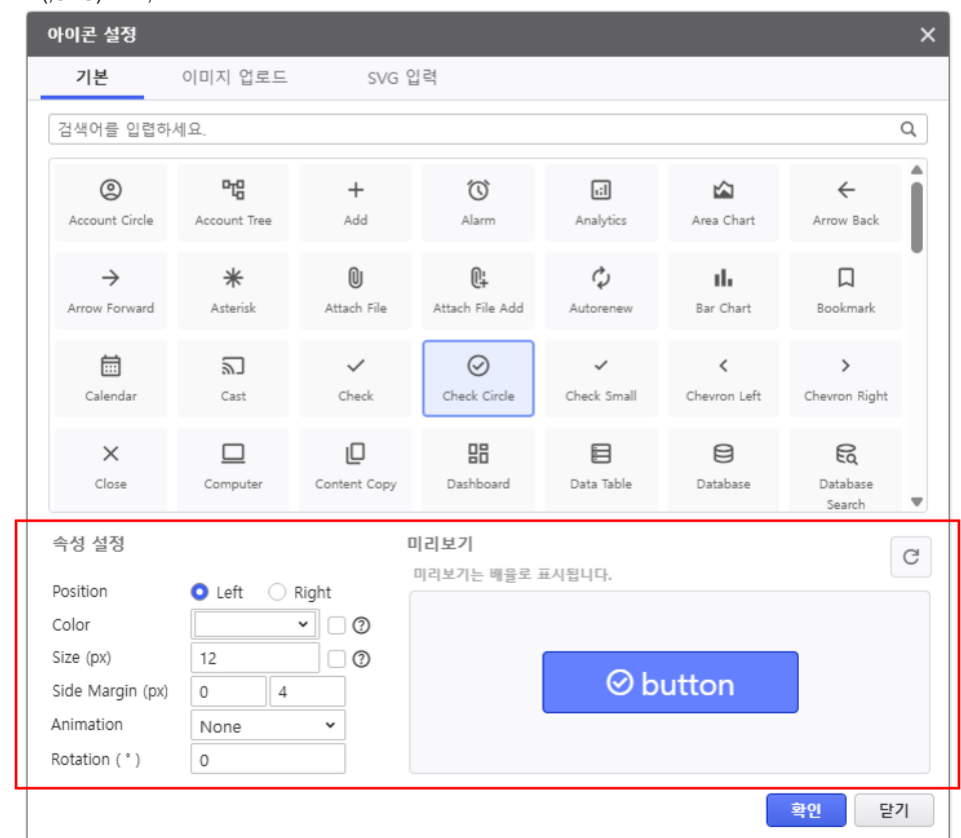 아이콘 설정
기본 이미지 업로드 SVG 입력
검색어를 입력하세요.
Account Circle Account Tree Add Alarm Analytics Area Chart Arrow Back
Arrow Forward Asterisk Attach File Attach File Add Autorenew Bar Chart Bookmark
Calendar Cast Check Check Circle Check Small Chevron Left Chevron Right
Close Computer Content Copy Dashboard Data Table Database Database
Search
속성 설정 미리보기
미리보기는 배율로 표시됩니다.
Position Left Right
Color
Size (px) 12
Side Margin (px) 0 4
button
Animation None
Rotation ( ° ) 0
확인 닫기